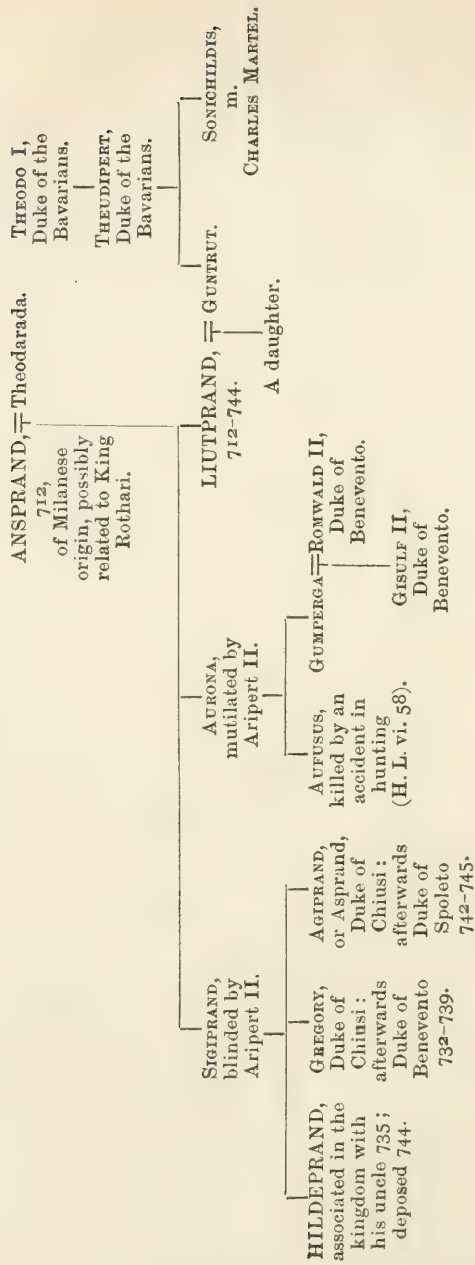 ANSPRAND, = Theodarada.
712,
of Milanese
origin, possibly
related to King
Rothari.
THEODO I,
Duke of the
Bavarians.
THEUDIPERT,
Duke of the
Bavarians.
SIGIPRAND,
blinded by
Aripert II.
AURONA,
mutilated by
Aripert II.
LIUTPRAND, = GUNTRUT.
712-744.
SONICHILDIS,
m.
CHARLES MARTEL.
A daughter.
HILDEPRAND,
associated in the
kingdom with
his uncle 735;
deposed 744.
GREGORY,
Duke of
Chiusi:
afterwards
Duke of
Benevento
732-739.
AGIPRAND,
or Asprand,
Duke of
Chiusi:
afterwards
Duke of
Spoleto
742-745.
AUFUSUS,
killed by an
accident in
hunting
(H. L. vi. 58).
GUMPERGA=ROMWALD II,
Duke of
Benevento.
GISULF II,
Duke of
Benevento.